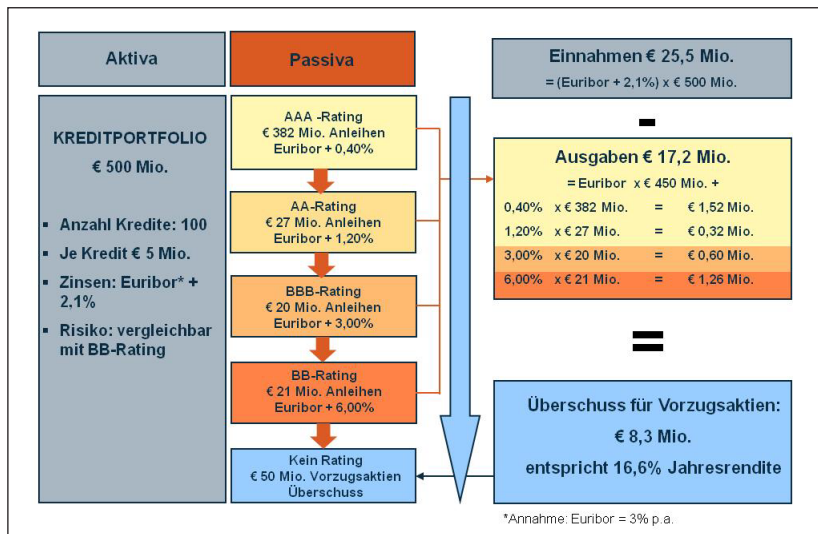 Aktiva
Passiva
KREDITPORTFOLIO
€ 500 Mio.
▪ Anzahl Kredite: 100
▪ Je Kredit € 5 Mio.
▪ Zinsen: Euribor* +
2,1%
▪ Risiko: vergleichbar
mit BB-Rating
AAA -Rating
€ 382 Mio. Anleihen
Euribor + 0,40%
AA-Rating
€ 27 Mio. Anleihen
Euribor + 1,20%
BBB-Rating
€ 20 Mio. Anleihen
Euribor + 3,00%
BB-Rating
€ 21 Mio. Anleihen
Euribor + 6,00%
Kein Rating
€ 50 Mio. Vorzugsaktien
Überschuss
Einnahmen € 25,5 Mio.
= (Euribor + 2,1%) x € 500 Mio.
-
Ausgaben € 17,2 Mio.
= Euribor x € 450 Mio. +
0,40% x € 382 Mio. = € 1,52 Mio.
1,20% x € 27 Mio. = € 0,32 Mio.
3,00% x € 20 Mio. = € 0,60 Mio.
6,00% x € 21 Mio. = € 1,26 Mio.
=
Überschuss für Vorzugsaktien:
€ 8,3 Mio.
entspricht 16,6% Jahresrendite
*Annahme: Euribor = 3% p.a.